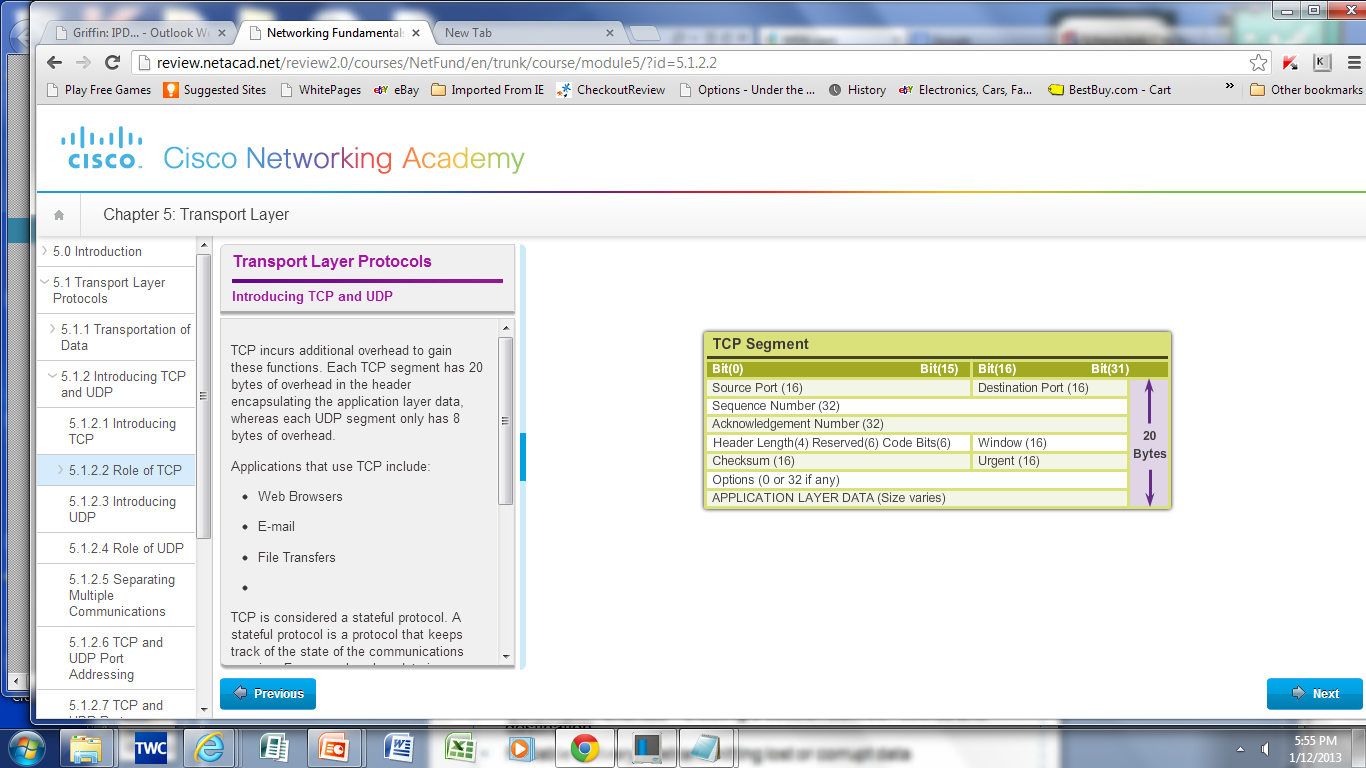 Griffin: IPD... - Outlook W
Networking Fundamentals
New Tab
review.netacad.net/review2.0/courses/NetFund/en/trunk/course/module5/?id=5.1.2.2
Play Free Games
Suggested Sites
WhitePages
eBay
Imported From IE
CheckoutReview
Options - Under the ...
History
Electronics, Cars, Fa...
BestBuy.com - Cart
»
Other bookmarks
CISCO
Cisco Networking Academy
Chapter 5: Transport Layer
5.0 Introduction
5.1 Transport Layer
Protocols
5.1.1 Transportation of
Data
5.1.2 Introducing TCP
and UDP
5.1.2.1 Introducing
TCP
5.1.2.2 Role of TCP
5.1.2.3 Introducing
UDP
5.1.2.4 Role of UDP
5.1.2.5 Separating
Multiple
Communications
5.1.2.6 TCP and
UDP Port
Addressing
5.1.2.7 TCP and
Transport Layer Protocols
Introducing TCP and UDP
TCP incurs additional overhead to gain
these functions. Each TCP segment has 20
bytes of overhead in the header
encapsulating the application layer data,
whereas each UDP segment only has 8
bytes of overhead.
Applications that use TCP include:
• Web Browsers
• E-mail
• File Transfers
•
TCP is considered a stateful protocol. A
stateful protocol is a protocol that keeps
track of the state of the communications
TCP Segment
Bit(0) Bit(15) Bit(16) Bit(31)
Source Port (16) Destination Port (16)
Sequence Number (32)
Acknowledgement Number (32)
Header Length(4) Reserved(6) Code Bits(6) Window (16)
Checksum (16) Urgent (16)
Options (0 or 32 if any)
APPLICATION LAYER DATA (Size varies)
20
Bytes
Previous
Next
TWC
5:55 PM
1/12/2013